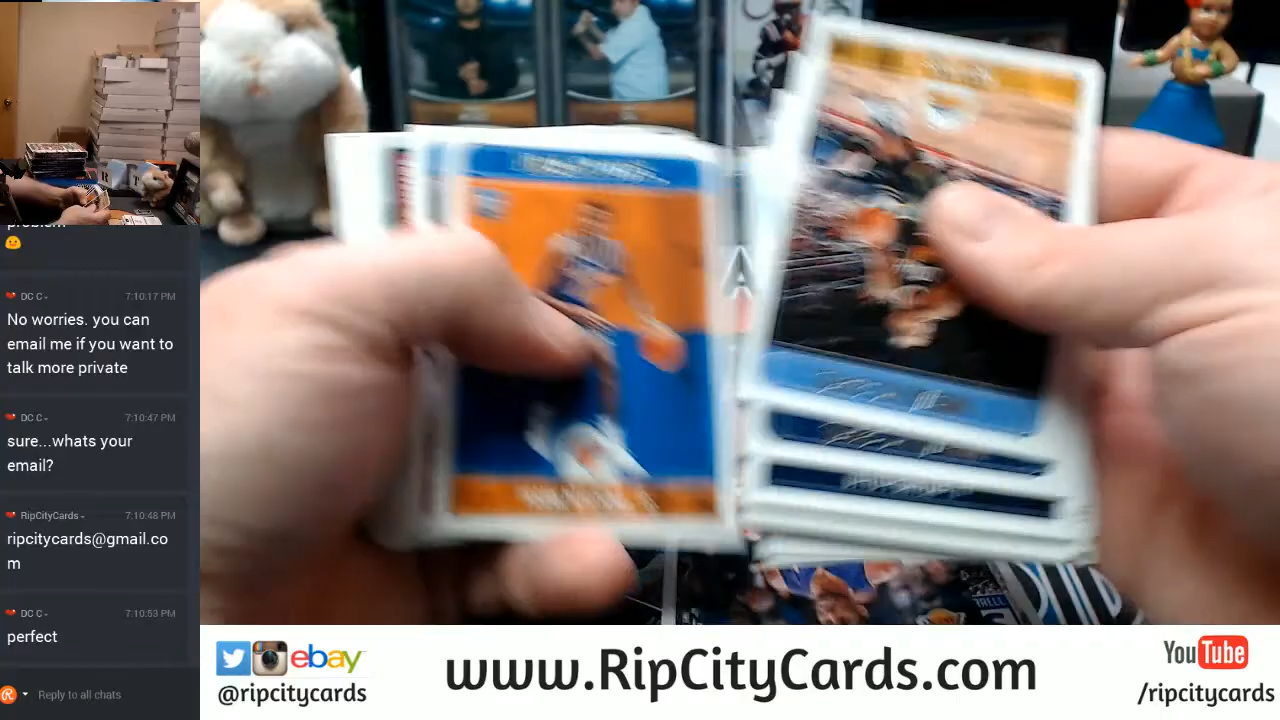 problem
DC C
7:10:17 PM
No worries. you can
email me if you want to
talk more private
DC C
7:10:47 PM
sure...whats your
email?
RipCityCards
7:10:48 PM
ripcitycards@gmail.co
m
DC C
7:10:53 PM
perfect
Reply to all chats
ebay
@ripcitycards
www.RipCityCards.com
YouTube
/ripcitycards